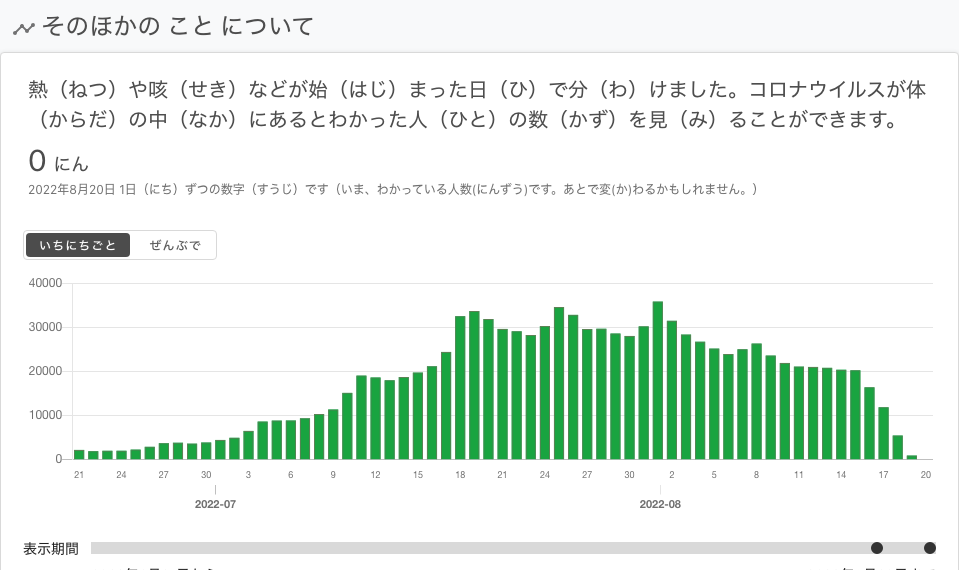 そのほかの こと について
熱（ねつ）や咳（せき）などが始（はじ）まった日（ひ）で分（わ）けました。コロナウイルスが体
（からだ）の中（なか）にあるとわかった人（ひと）の数（かず）を見（み）ることができます。
0 にん
2022年8月20日 1日（にち）ずつの数字（すうじ）です（いま、わかっている人数(にんずう)です。あとで変(か)わるかもしれません。）
いちにちごと ぜんぶで
40000
30000
20000
10000
0
21 24 27 30 3 6 9 12 15 18 21 24 27 30 2 5 8 11 14 17 20
2022-07 2022-08
表示期間